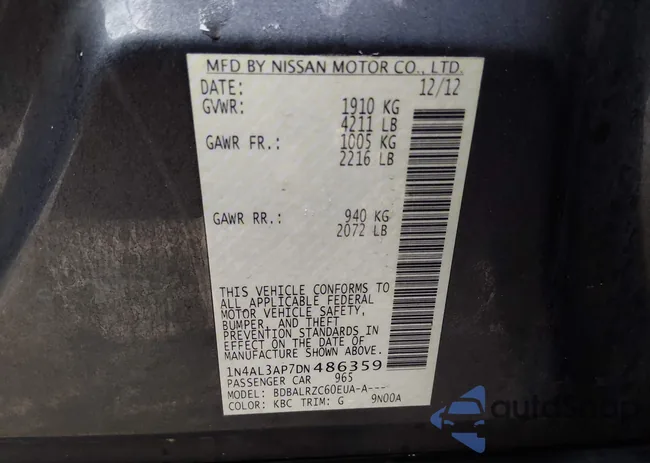 MFD BY NISSAN MOTOR CO., LTD.
DATE: 12/12
GVWR: 1910 KG
4211 LB
GAWR FR.: 1005 KG
2216 LB
GAWR RR.: 940 KG
2072 LB
THIS VEHICLE CONFORMS TO
ALL APPLICABLE FEDERAL
MOTOR VEHICLE SAFETY,
BUMPER, AND THEFT
PREVENTION STANDARDS IN
EFFECT ON THE DATE OF
MANUFACTURE SHOWN ABOVE.
1N4AL3AP7DN486359
PASSENGER CAR 965
MODEL: BDBALRZC60EUA-A---
COLOR: KBC TRIM: G 9N00A
autoSnap